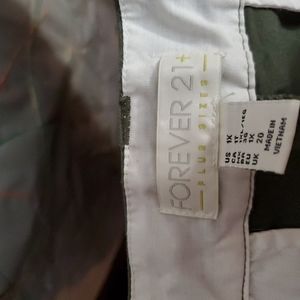 FOREVER 21+
PLUS SIZES
US 1X
UK 20
MADE IN
VIETNAM